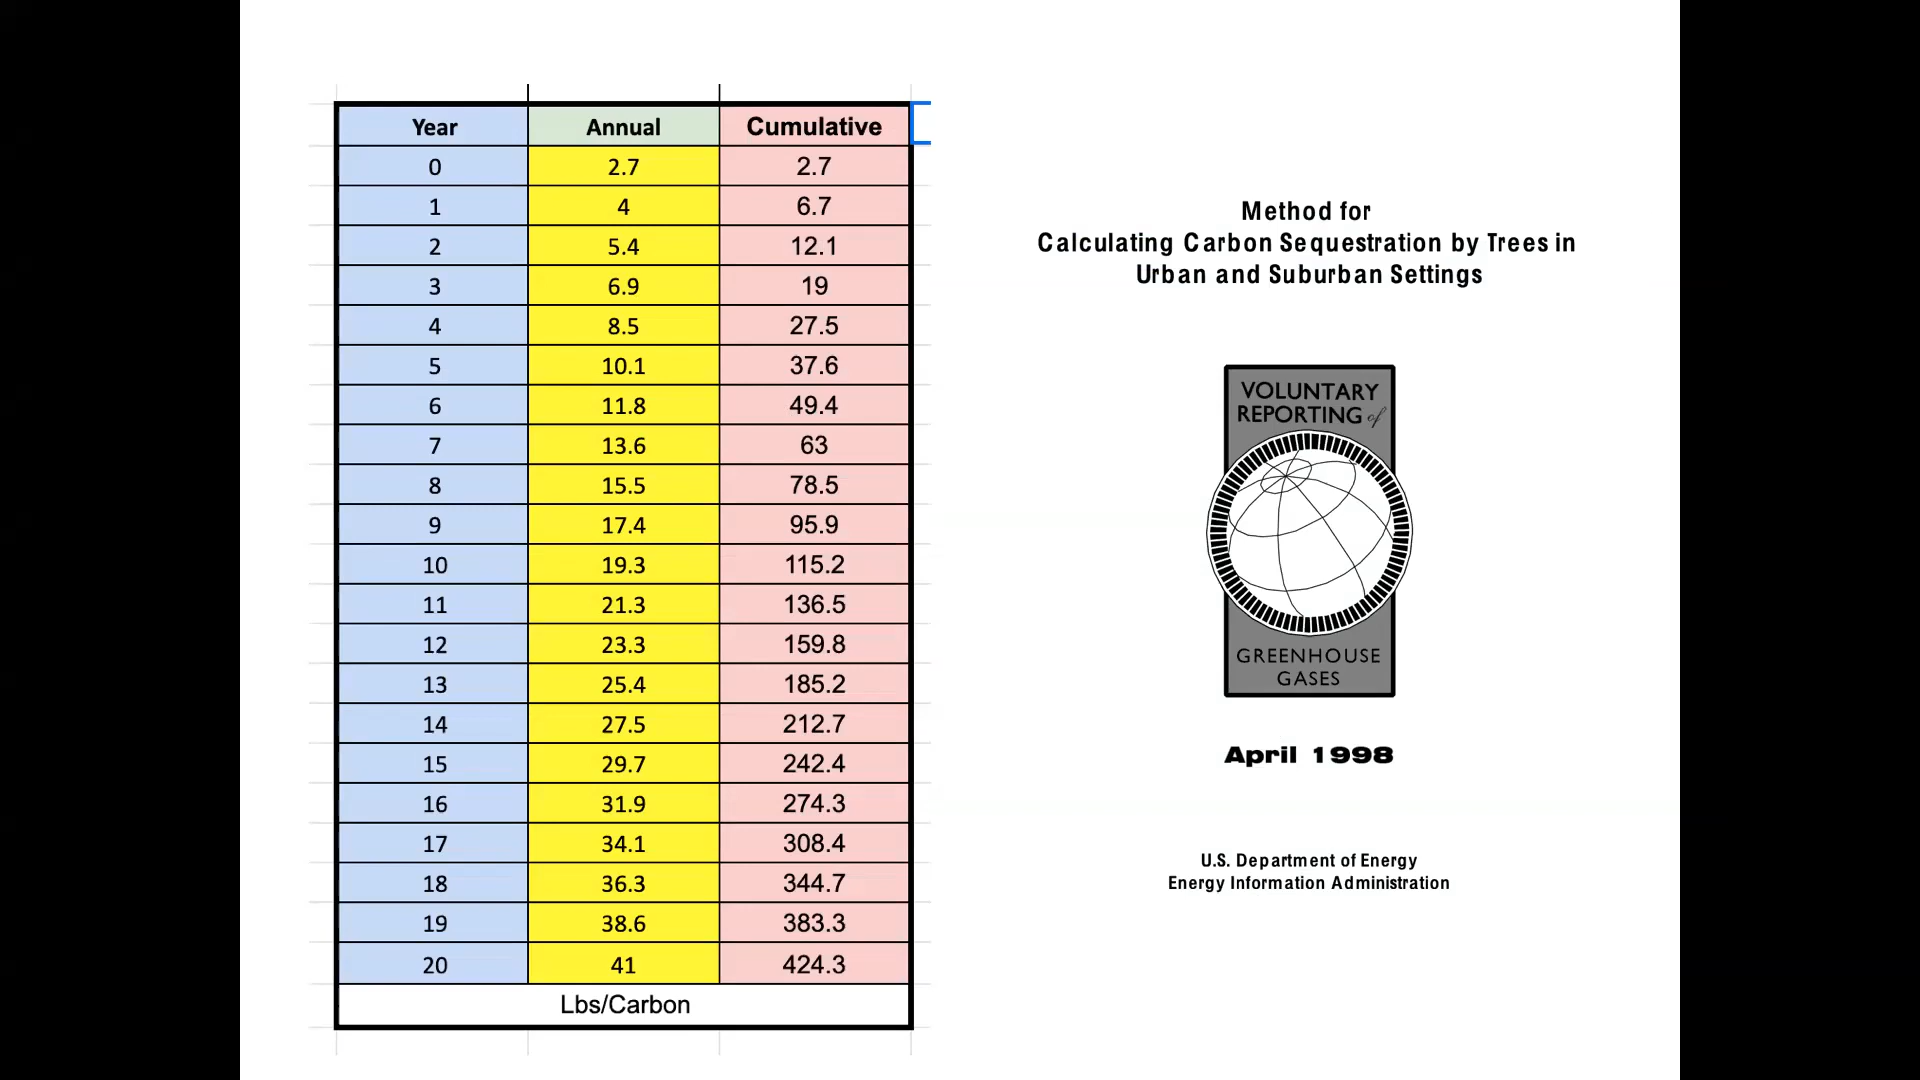 Year Annual Cumulative
0 2.7 2.7
1 4 6.7
2 5.4 12.1
3 6.9 19
4 8.5 27.5
5 10.1 37.6
6 11.8 49.4
7 13.6 63
8 15.5 78.5
9 17.4 95.9
10 19.3 115.2
11 21.3 136.5
12 23.3 159.8
13 25.4 185.2
14 27.5 212.7
15 29.7 242.4
16 31.9 274.3
17 34.1 308.4
18 36.3 344.7
19 38.6 383.3
20 41 424.3
Lbs/Carbon
Method for
Calculating Carbon Sequestration by Trees in
Urban and Suburban Settings
VOLUNTARY
REPORTING of
GREENHOUSE
GASES
April 1998
U.S. Department of Energy
Energy Information Administration